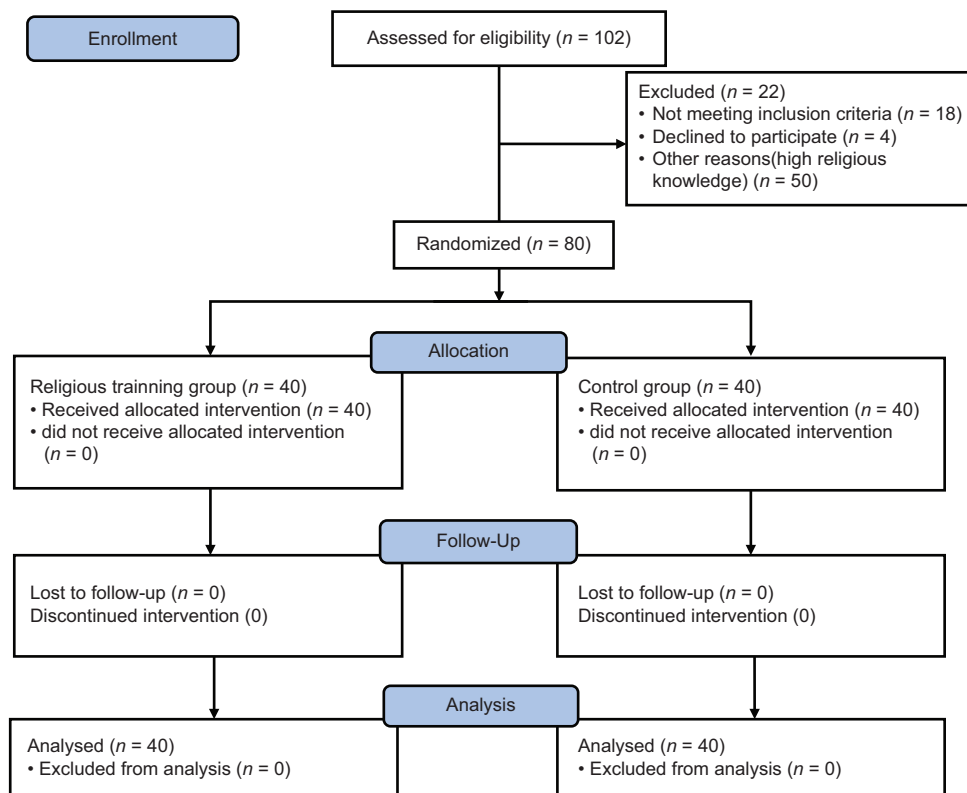 Enrollment
Assessed for eligibility (n = 102)
Excluded (n = 22)
• Not meeting inclusion criteria (n = 18)
• Declined to participate (n = 4)
• Other reasons(high religious
knowledge) (n = 50)
Randomized (n = 80)
Allocation
Religious trainning group (n = 40)
• Received allocated intervention (n = 40)
• did not receive allocated intervention
(n = 0)
Control group (n = 40)
• Received allocated intervention (n = 40)
• did not receive allocated intervention
(n = 0)
Follow-Up
Lost to follow-up (n = 0)
Discontinued intervention (0)
Lost to follow-up (n = 0)
Discontinued intervention (0)
Analysis
Analysed (n = 40)
• Excluded from analysis (n = 0)
Analysed (n = 40)
• Excluded from analysis (n = 0)